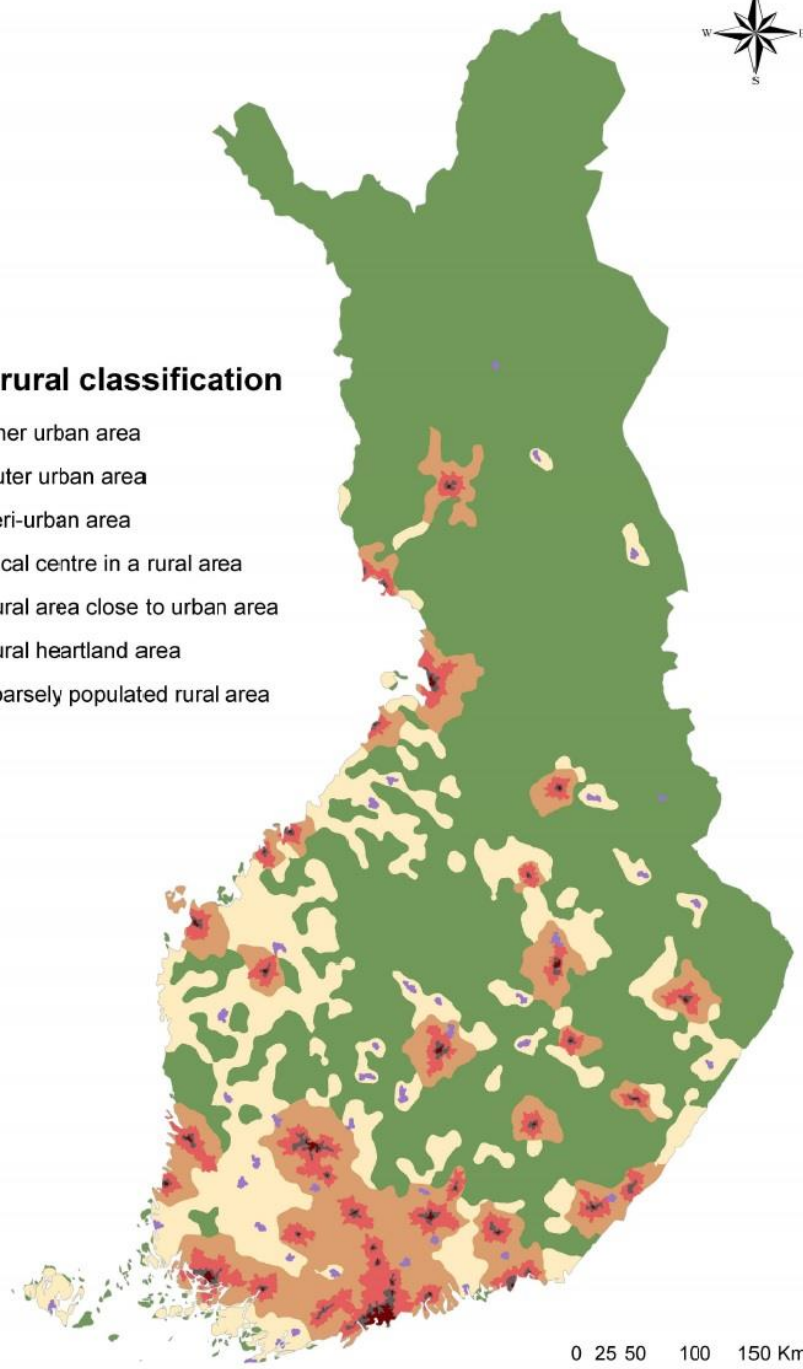 W E
S
rural classification
ner urban area
uter urban area
eri-urban area
cal centre in a rural area
ural area close to urban area
ural heartland area
parsely populated rural area
0 25 50 100 150 Km